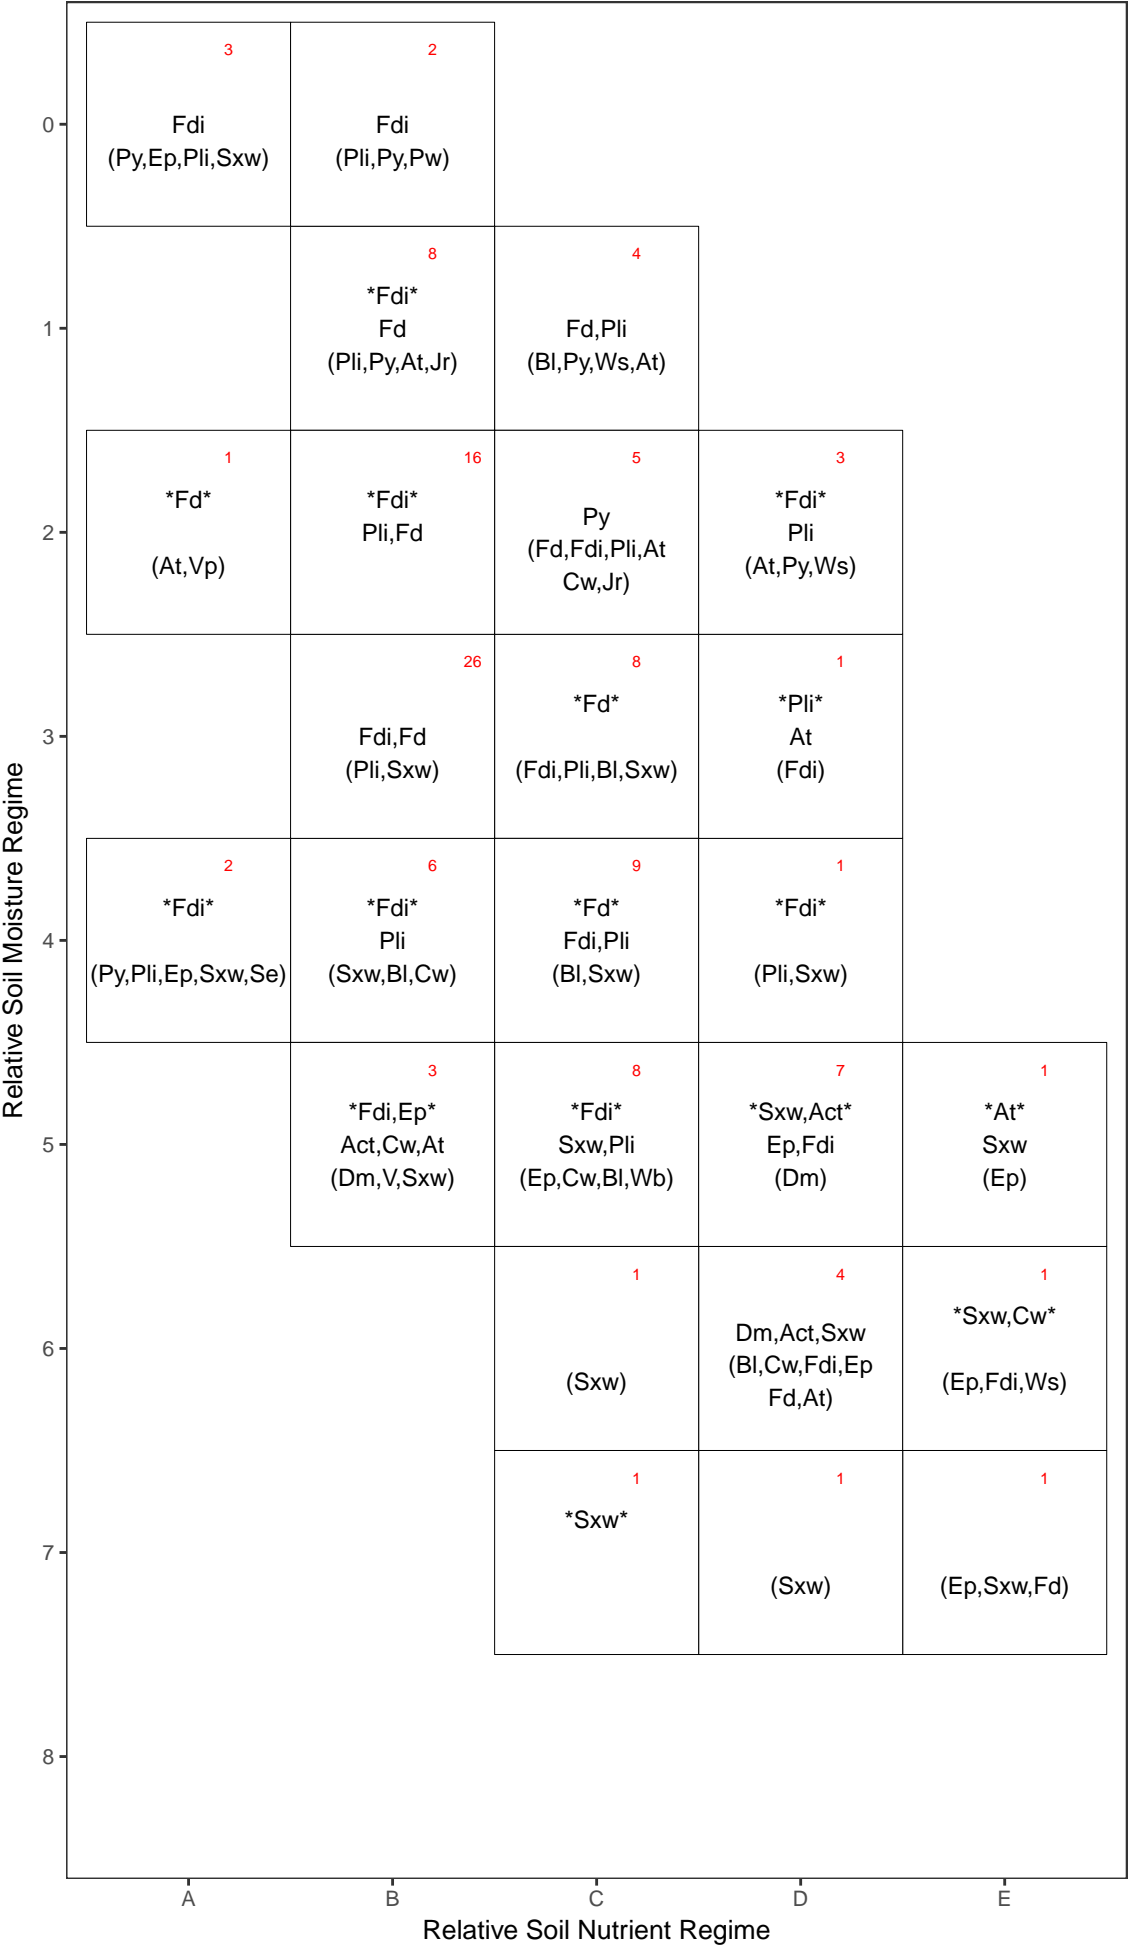 3
2
0
Fdi
Fdi
(Py,Ep,Pli,Sxw)
(Pli,Py,Pw)
8
4
*Fdi*
1
Fd
Fd,Pli
(Pli,Py,At,Jr)
(Bl,Py,Ws,At)
1
16
5
3
*Fd*
*Fdi*
*Fdi*
Py
2
Pli,Fd
Pli
(Fd,Fdi,Pli,At
(At,Vp)
(At,Py,Ws)
Cw,Jr)
26
8
1
*Fd*
*Pli*
3
Fdi,Fd
At
(Pli,Sxw)
(Fdi,Pli,Bl,Sxw)
(Fdi)
2
6
9
1
*Fdi*
*Fdi*
*Fd*
*Fdi*
4
Pli
Fdi,Pli
(Py,Pli,Ep,Sxw,Se)
(Sxw,Bl,Cw)
(Bl,Sxw)
(Pli,Sxw)
Relative Soil Moisture Regime
3
8
7
1
*Fdi,Ep*
*Fdi*
*Sxw,Act*
*At*
5
Act,Cw,At
Sxw,Pli
Ep,Fdi
Sxw
(Dm,V,Sxw)
(Ep,Cw,Bl,Wb)
(Dm)
(Ep)
1
4
1
*Sxw,Cw*
Dm,Act,Sxw
6
(Bl,Cw,Fdi,Ep
(Sxw)
(Ep,Fdi,Ws)
Fd,At)
1
1
1
*Sxw*
7
(Sxw)
(Ep,Sxw,Fd)
8
A
B
C
D
E
Relative Soil Nutrient Regime